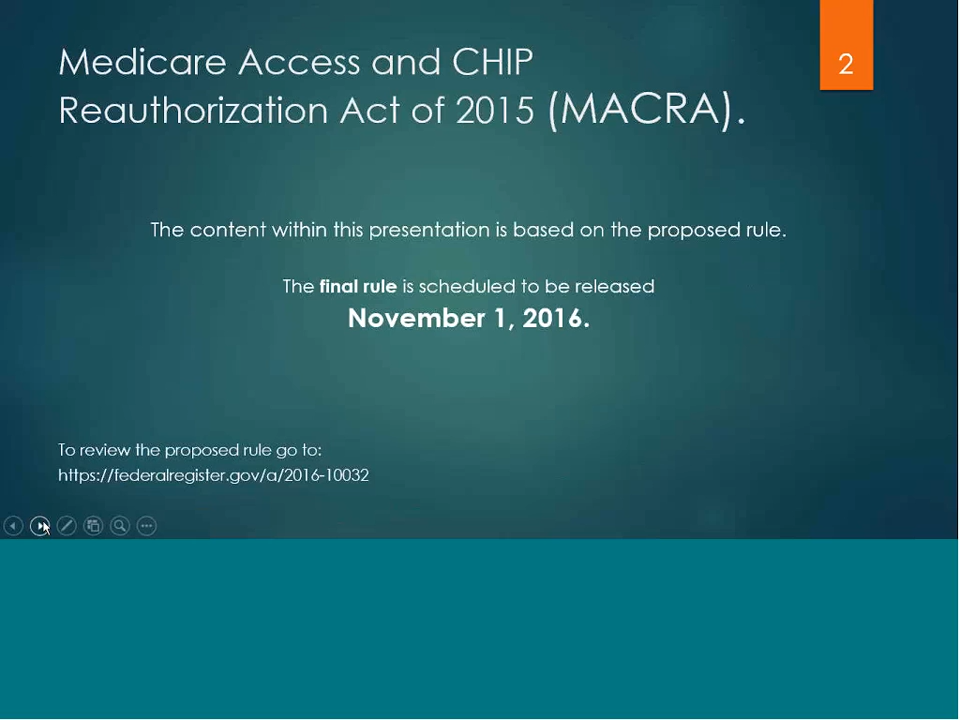 Medicare Access and CHIP
Reauthorization Act of 2015 (MACRA).
2
The content within this presentation is based on the proposed rule.
The final rule is scheduled to be released
November 1, 2016.
To review the proposed rule go to:
https://federalregister.gov/a/2016-10032